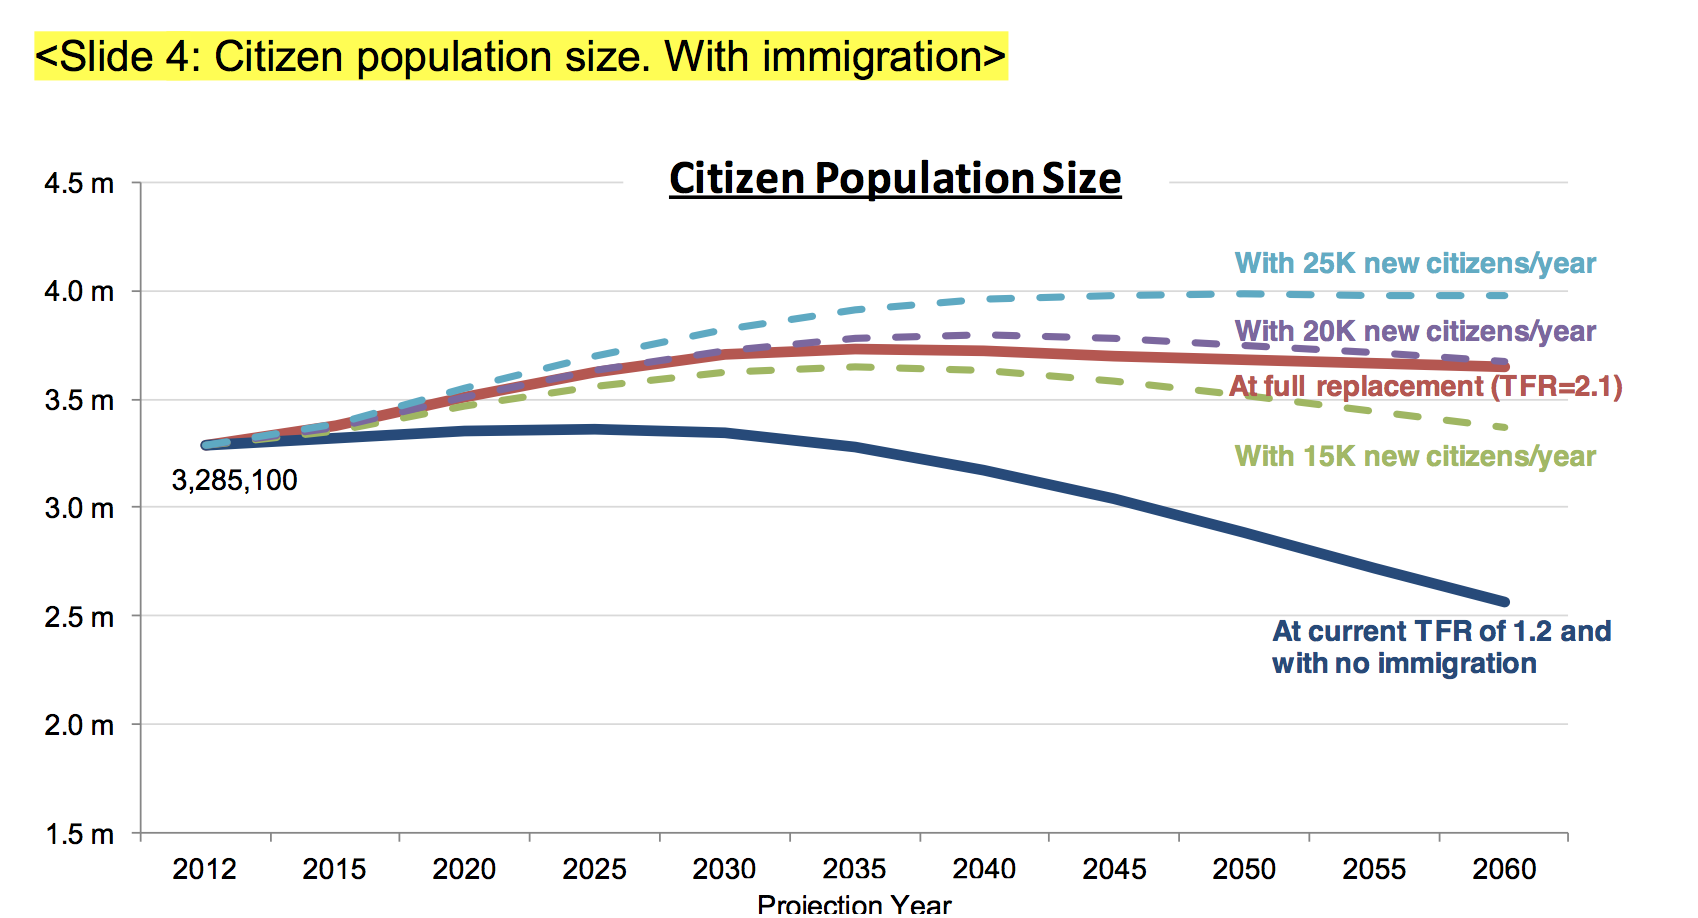 <Slide 4: Citizen population size. With immigration>
Citizen Population Size
4.5 m
4.0 m
3.5 m
3.0 m
2.5 m
2.0 m
1.5 m
With 25K new citizens/year
With 20K new citizens/year
At full replacement (TFR=2.1)
With 15K new citizens/year
3,285,100
At current TFR of 1.2 and
with no immigration
2012 2015 2020 2025 2030 2035 2040 2045 2050 2055 2060
Projection Year